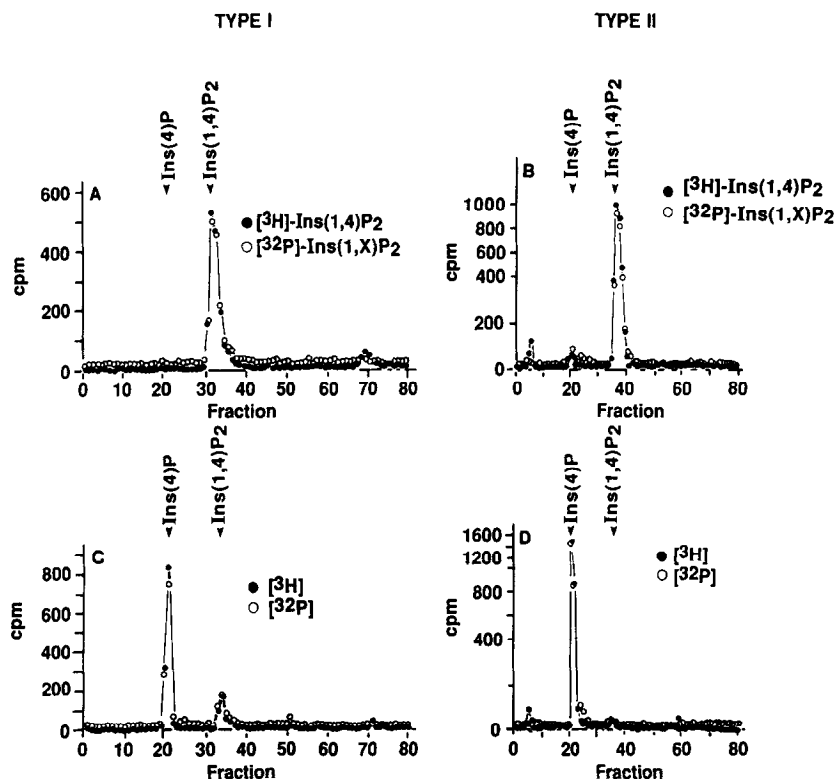 TYPE I
TYPE II
Ins(4)P
Ins(1,4)P2
Ins(4)P
Ins(1,4)P2
A
[3H]-Ins(1,4)P2
[32P]-Ins(1,X)P2
cpm
600
400
200
0
0 10 20 30 40 50 60 70 80
Fraction
B
[3H]-Ins(1,4)P2
[32P]-Ins(1,X)P2
cpm
1000
800
600
400
200
0
0 20 40 60 80
Fraction
Ins(4)P
Ins(1,4)P2
Ins(4)P
Ins(1,4)P2
C
[3H]
[32P]
cpm
800
600
400
200
0
0 10 20 30 40 50 60 70 80
Fraction
D
[3H]
[32P]
cpm
1600
1200
800
400
0
0 20 40 60 80
Fraction